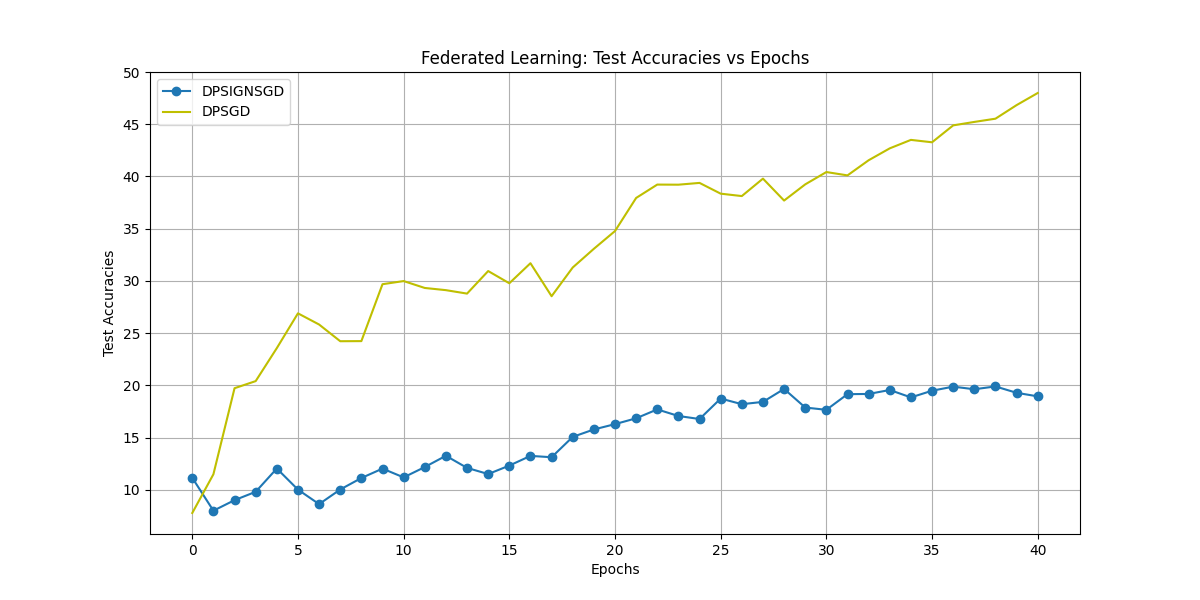 Federated Learning: Test Accuracies vs Epochs
DPSIGNSGD
DPSGD
Test Accuracies
50
45
40
35
30
25
20
15
10
0 5 10 15 20 25 30 35 40
Epochs